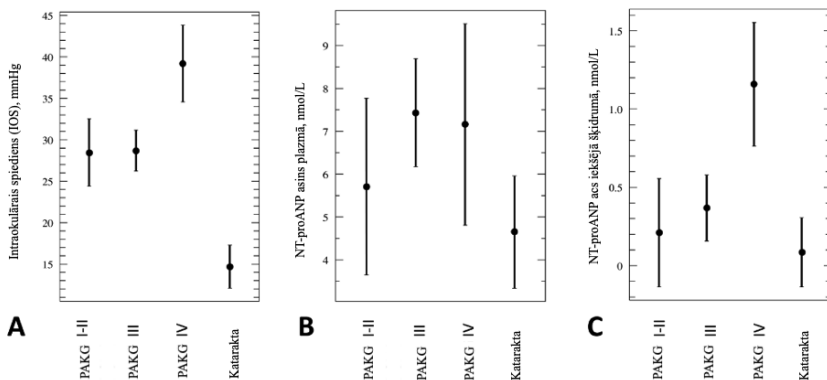 Intraokulārais spiediens (IOS), mmHg
45
40
35
30
25
20
15
A
PAKG I-II
PAKG III
PAKG IV
Katarakta
NT-proANP asins plazmā, nmol/L
9
8
7
6
5
4
B
PAKG I-II
PAKG III
PAKG IV
Katarakta
NT-proANP acs iekšējā šķidrumā, nmol/L
1.5
1.0
0.5
0
C
PAKG I-II
PAKG III
PAKG IV
Katarakta